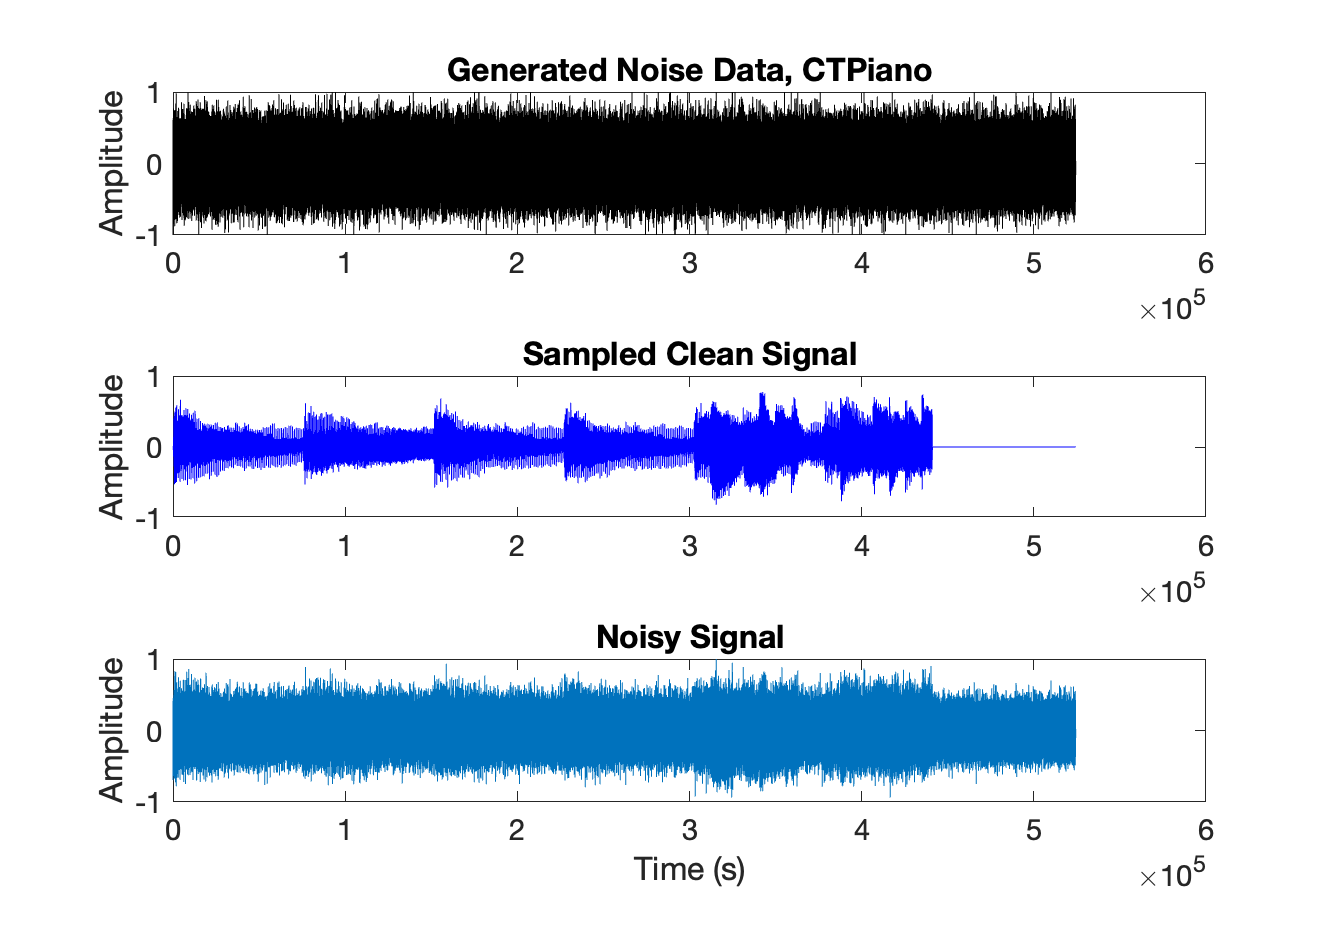 Generated Noise Data, CTPiano
Amplitude
1
0
-1
0 1 2 3 4 5 6
×10^5
Sampled Clean Signal
Amplitude
1
0
-1
0 1 2 3 4 5 6
×10^5
Noisy Signal
Amplitude
1
0
-1
0 1 2 3 4 5 6
Time (s)
×10^5